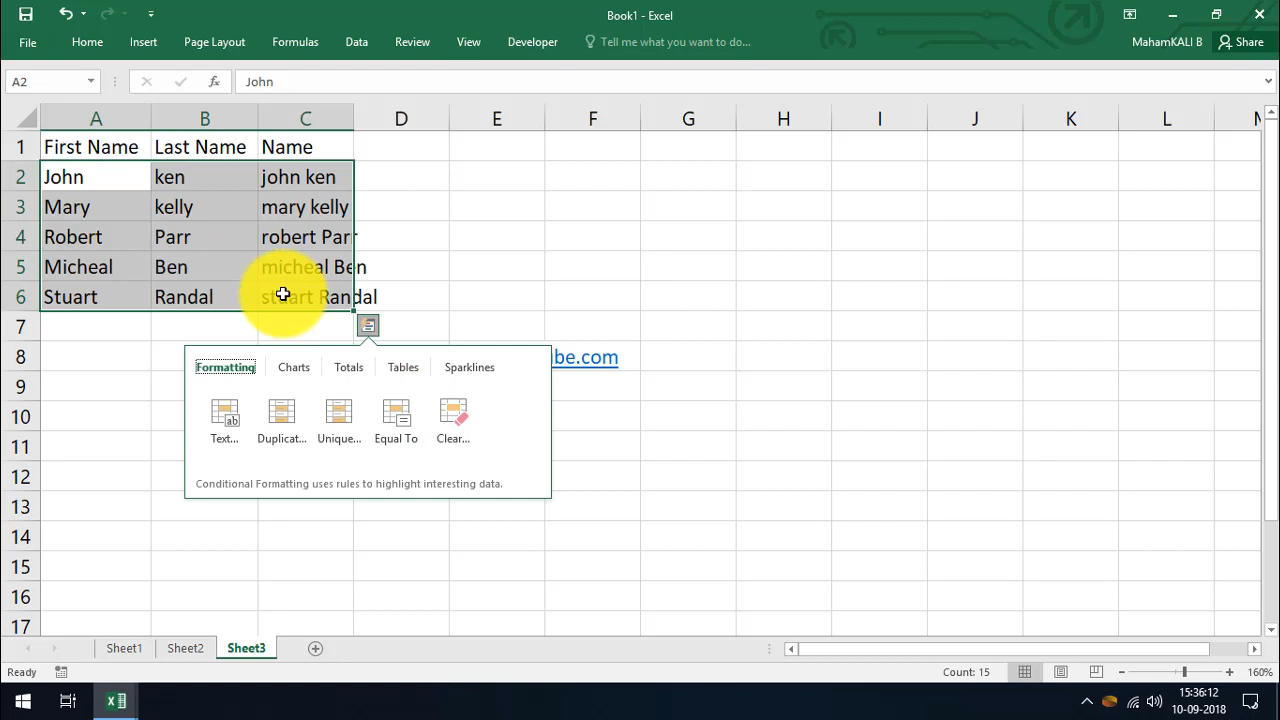 Book1 - Excel
File Home Insert Page Layout Formulas Data Review View Developer Tell me what you want to do... MahamKALI B Share
A2 fx John
A B C D E F G H I J K L
1 First Name Last Name Name
2 John ken john ken
3 Mary kelly mary kelly
4 Robert Parr robert Parr
5 Micheal Ben micheal Ben
6 Stuart Randal stuart Randal
7
Formatting Charts Totals Tables Sparklines
8 be.com
9
10
Text... Duplicat... Unique... Equal To Clear...
11
12
Conditional Formatting uses rules to highlight interesting data.
13
14
15
16
17
Sheet1 Sheet2 Sheet3
Ready Count: 15 160%
15:36:12
10-09-2018